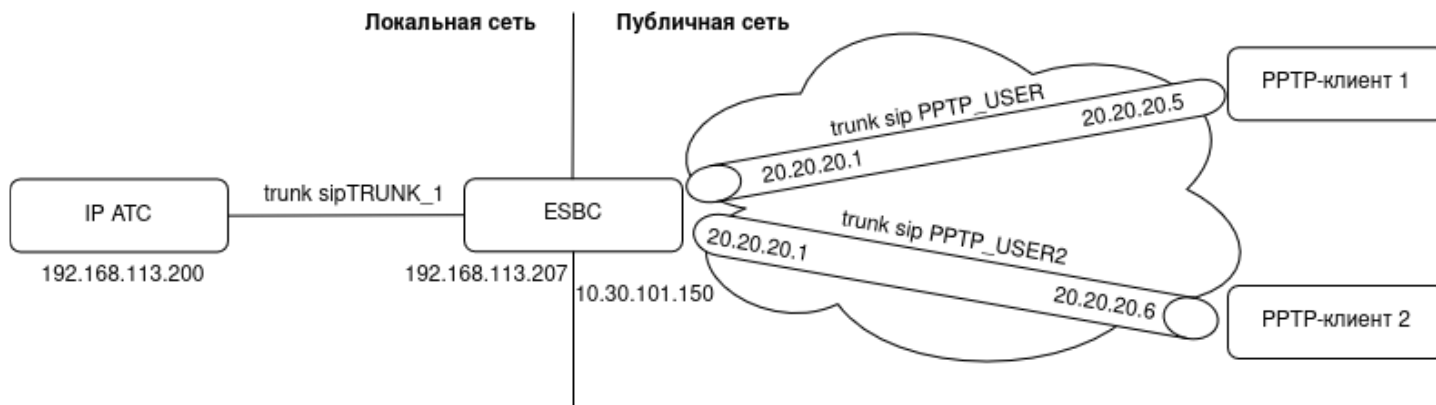 Локальная сеть
Публичная сеть
PPTP-клиент 1
trunk sip PPTP_USER
20.20.20.5
20.20.20.1
trunk sipTRUNK_1
IP АТС
ESBC
trunk sip PPTP_USER2
20.20.20.1
192.168.113.200
192.168.113.207
10.30.101.150
20.20.20.6
PPTP-клиент 2